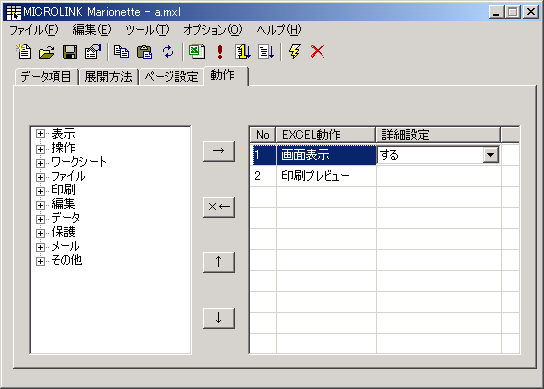 MICROLINK Marionette - a.mxl
ファイル(F) 編集(E) ツール(T) オプション(O) ヘルプ(H)
データ項目 展開方法 ページ設定 動作
表示
操作
ワークシート
ファイル
印刷
編集
データ
保護
メール
その他
→
×←
↑
↓
No EXCEL動作 詳細設定
1 画面表示 する
2 印刷プレビュー